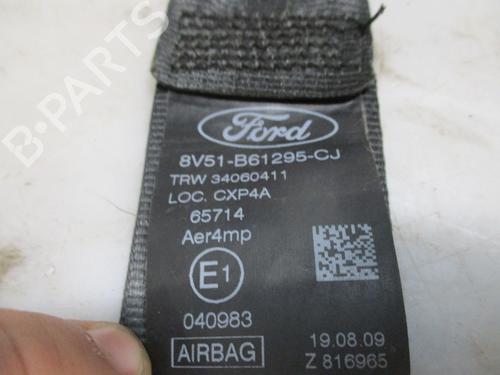 B-PARTS
Ford
8V51-B61295-CJ
TRW 34060411
LOC. CXP4A
65714
Aer4mp
E1
040983
19.08.09
AIRBAG
Z 816965